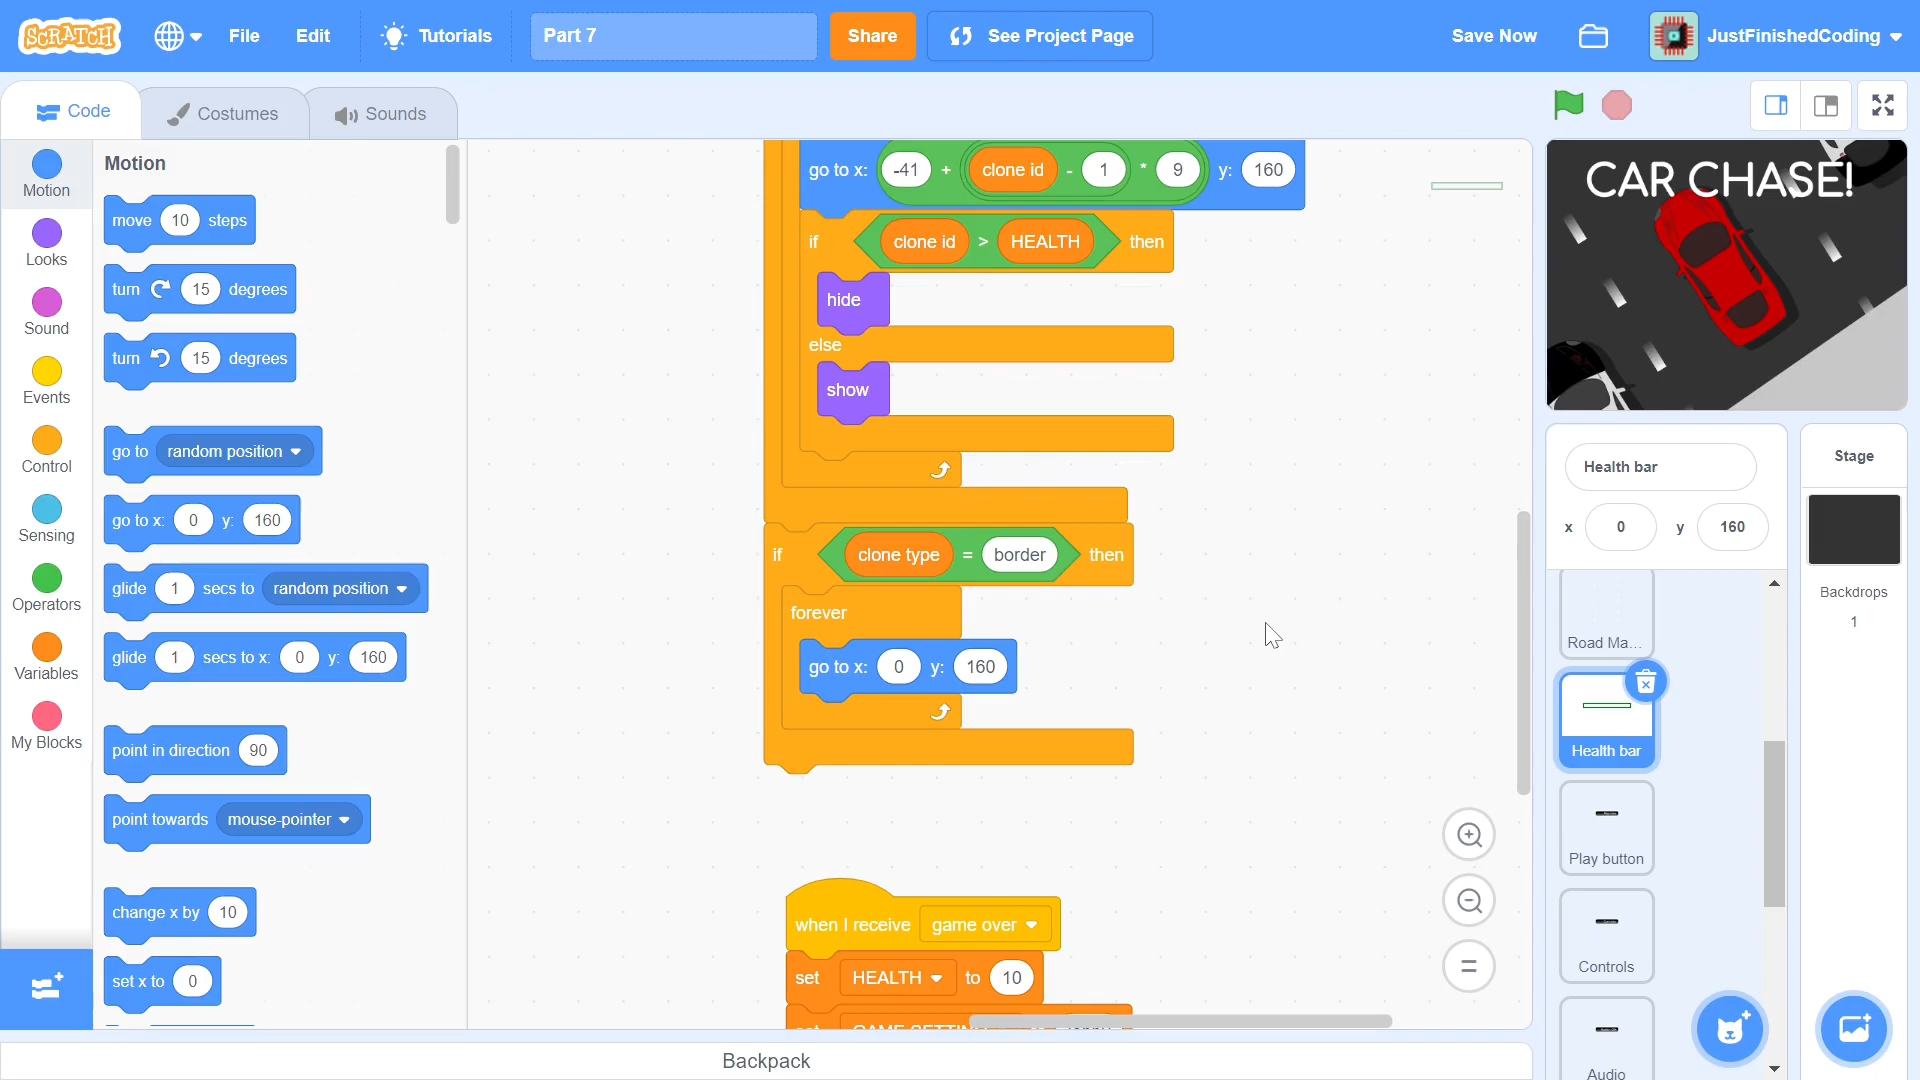 SCRATCH
File
Edit
Tutorials
Part 7
Share
See Project Page
Save Now
JustFinishedCoding
Code
Costumes
Sounds
Motion
Looks
Sound
Events
Control
Sensing
Operators
Variables
My Blocks
Motion
move 10 steps
turn 15 degrees
turn 15 degrees
go to random position
go to x: 0 y: 160
glide 1 secs to random position
glide 1 secs to x: 0 y: 160
point in direction 90
point towards mouse-pointer
change x by 10
set x to 0
go to x: -41 + clone id - 1 * 9 y: 160
if clone id > HEALTH then
hide
else
show
if clone type = border then
forever
go to x: 0 y: 160
when I receive game over
set HEALTH to 10
CAR CHASE!
Health bar
x 0 y 160
Road Ma...
Health bar
Play button
Controls
Audio
Stage
Backdrops
1
Backpack